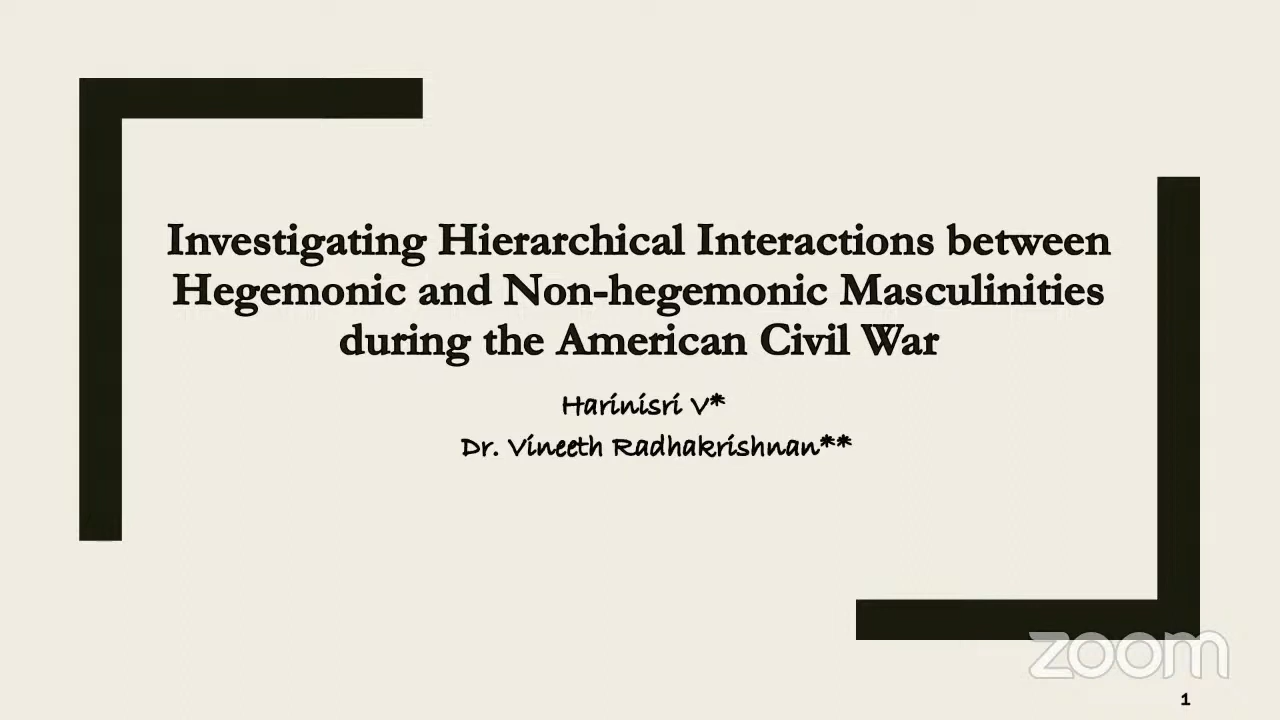 Investigating Hierarchical Interactions between
Hegemonic and Non-hegemonic Masculinities
during the American Civil War
Harinisri V*
Dr. Vineeth Radhakrishnan**
zoom
1